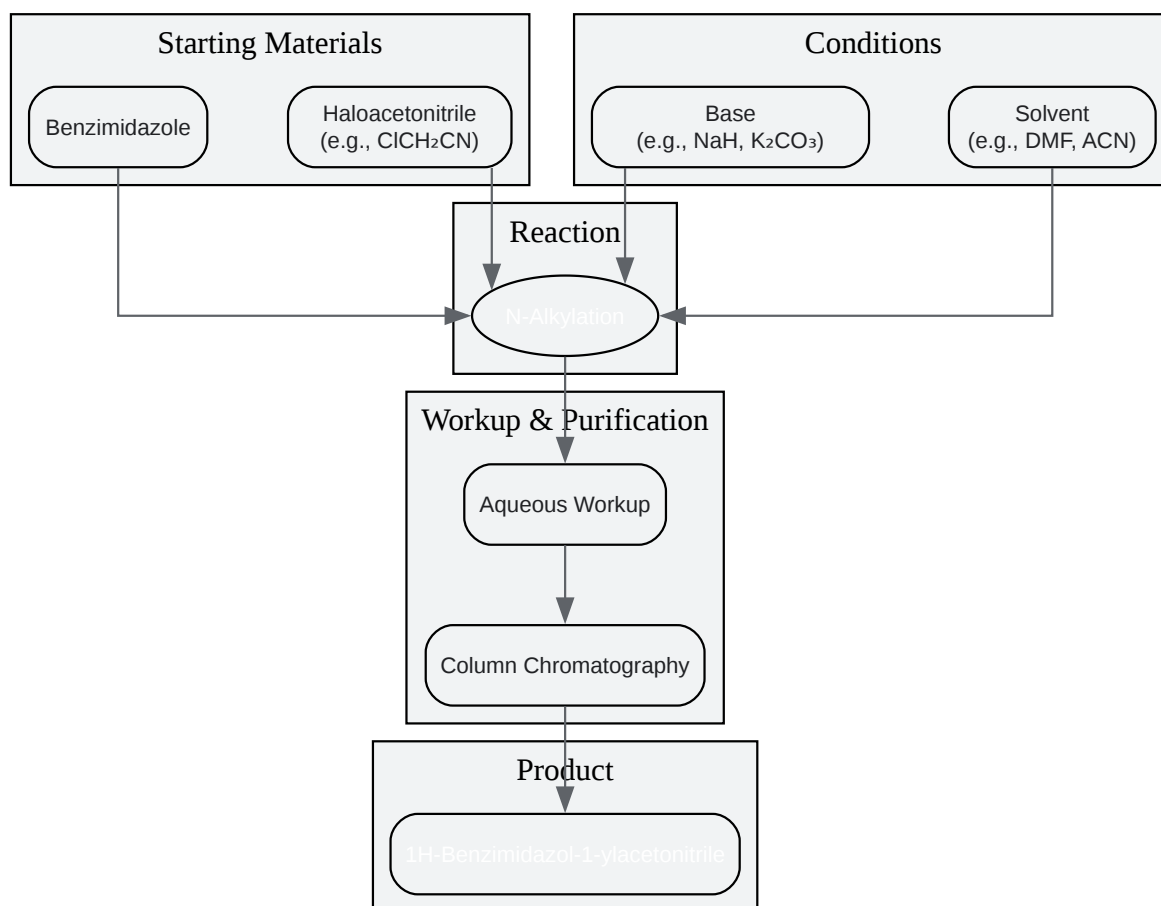 Starting Materials
Conditions
Benzimidazole
Haloacetonitrile
(e.g., ClCH₂CN)
Base
(e.g., NaH, K₂CO₃)
Solvent
(e.g., DMF, ACN)
Reaction
N-Alkylation
Workup & Purification
Aqueous Workup
Column Chromatography
Product
1H-Benzimidazol-1-ylacetonitrile